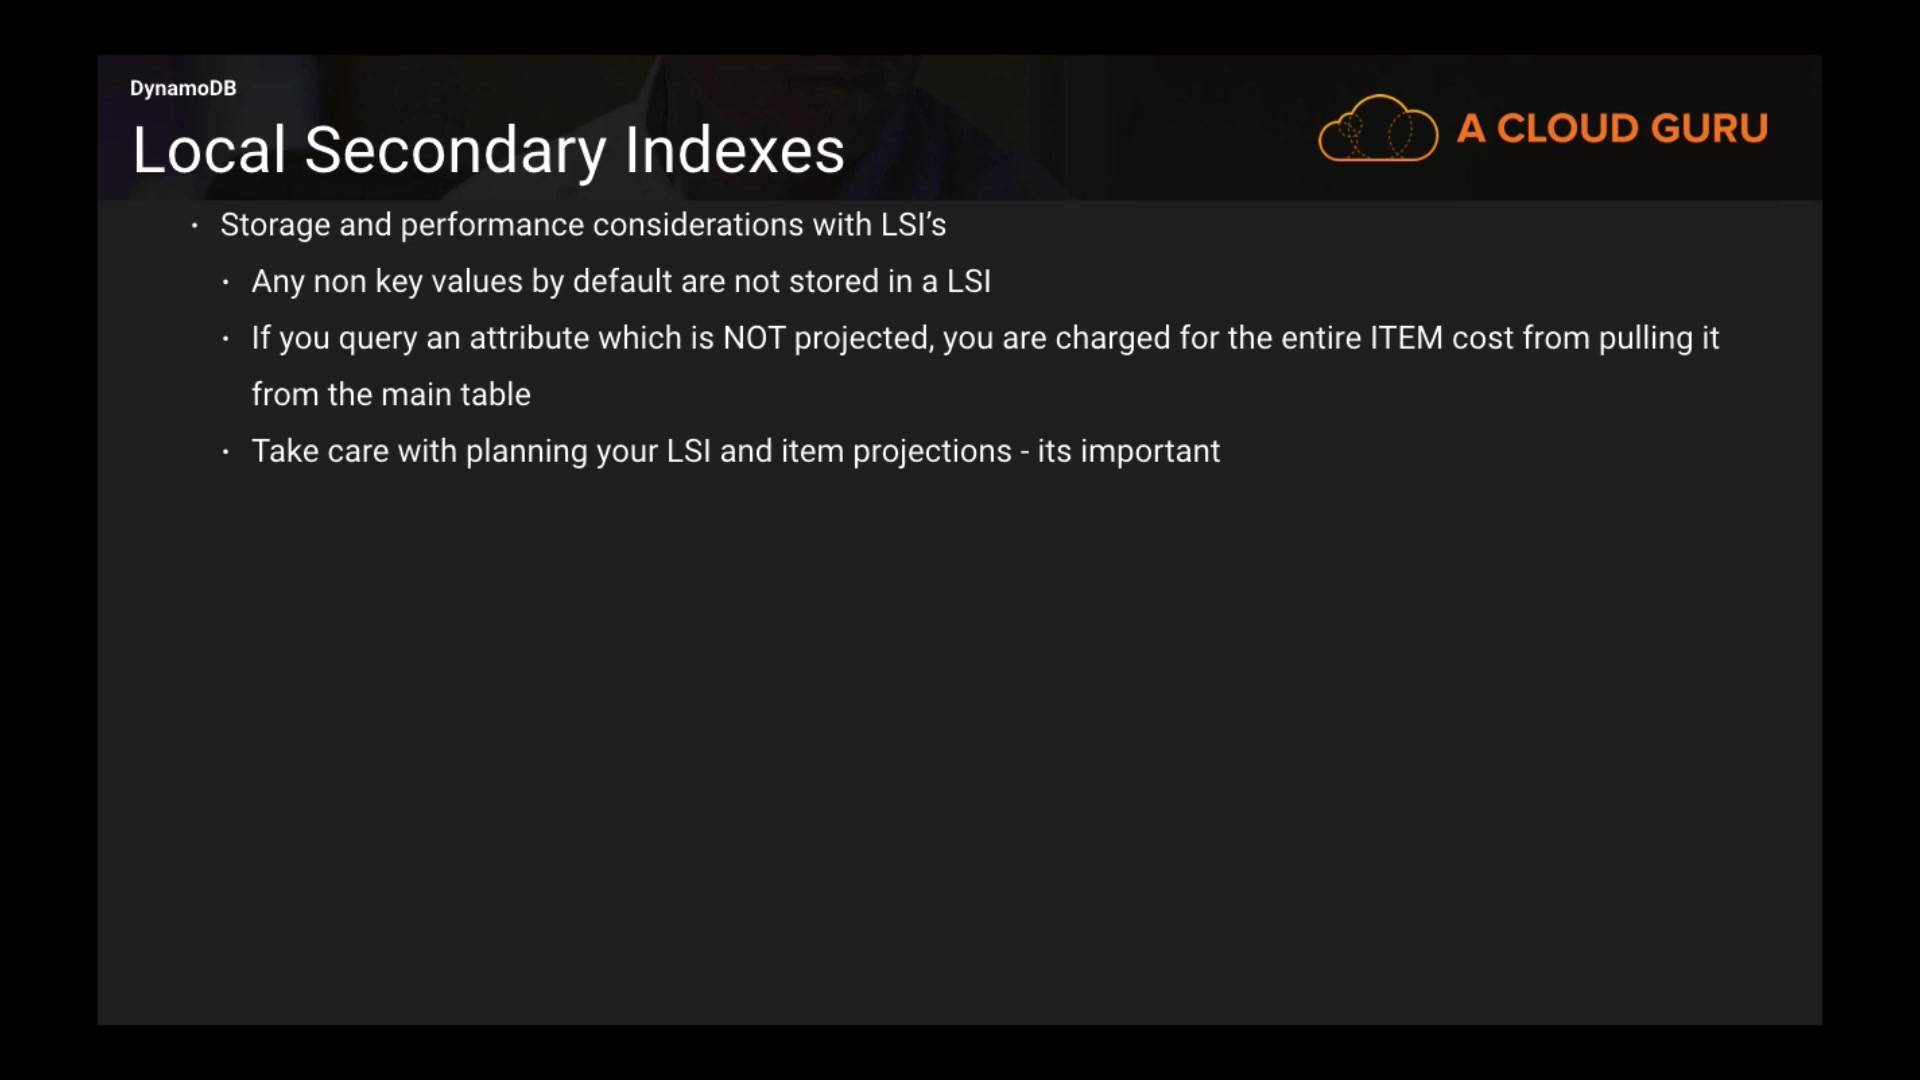 DynamoDB
Local Secondary Indexes
A CLOUD GURU
· Storage and performance considerations with LSI’s
· Any non key values by default are not stored in a LSI
· If you query an attribute which is NOT projected, you are charged for the entire ITEM cost from pulling it
from the main table
· Take care with planning your LSI and item projections - its important